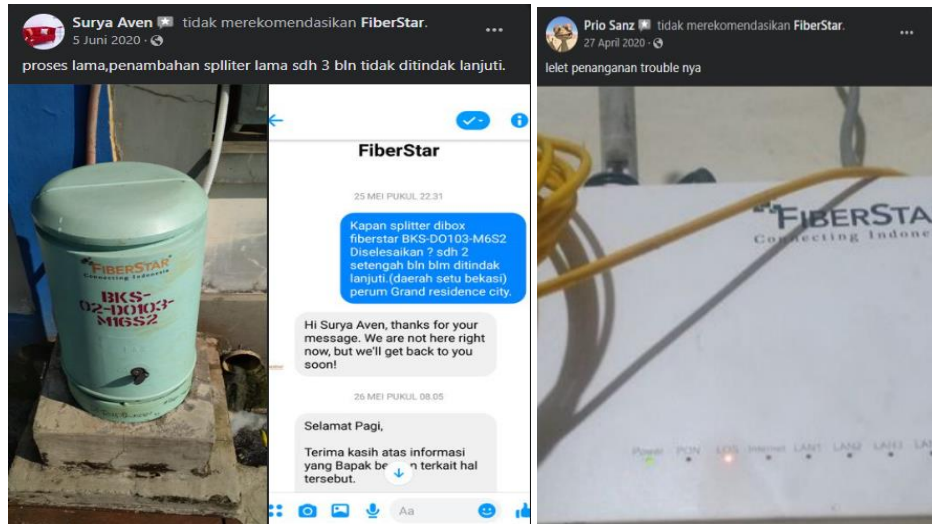 Surya Aven tidak merekomendasikan FiberStar.
5 Juni 2020 ·
proses lama,penambahan splliter lama sdh 3 bln tidak ditindak lanjuti.
FIBERSTAR
Connecting Indonesia
BKS-
02-D0103-
M16S2
FiberStar
25 MEI PUKUL 22.31
Kapan splitter dibox
fiberstar BKS-DO103-M6S2
Diselesaikan ? sdh 2
setengah bln blm ditindak
lanjuti.(daerah setu bekasi)
perum Grand residence city.
Hi Surya Aven, thanks for your
message. We are not here right
now, but we'll get back to you
soon!
26 MEI PUKUL 08.05
Selamat Pagi,
Terima kasih atas informasi
yang Bapak terkait hal
tersebut.
Aa
Prio Sanz tidak merekomendasikan FiberStar.
27 April 2020 ·
lelet penanganan trouble nya
FIBERSTA
Connecting Indone
Power PON LOS Internet LAN1 LAN2 LAN3 LAN